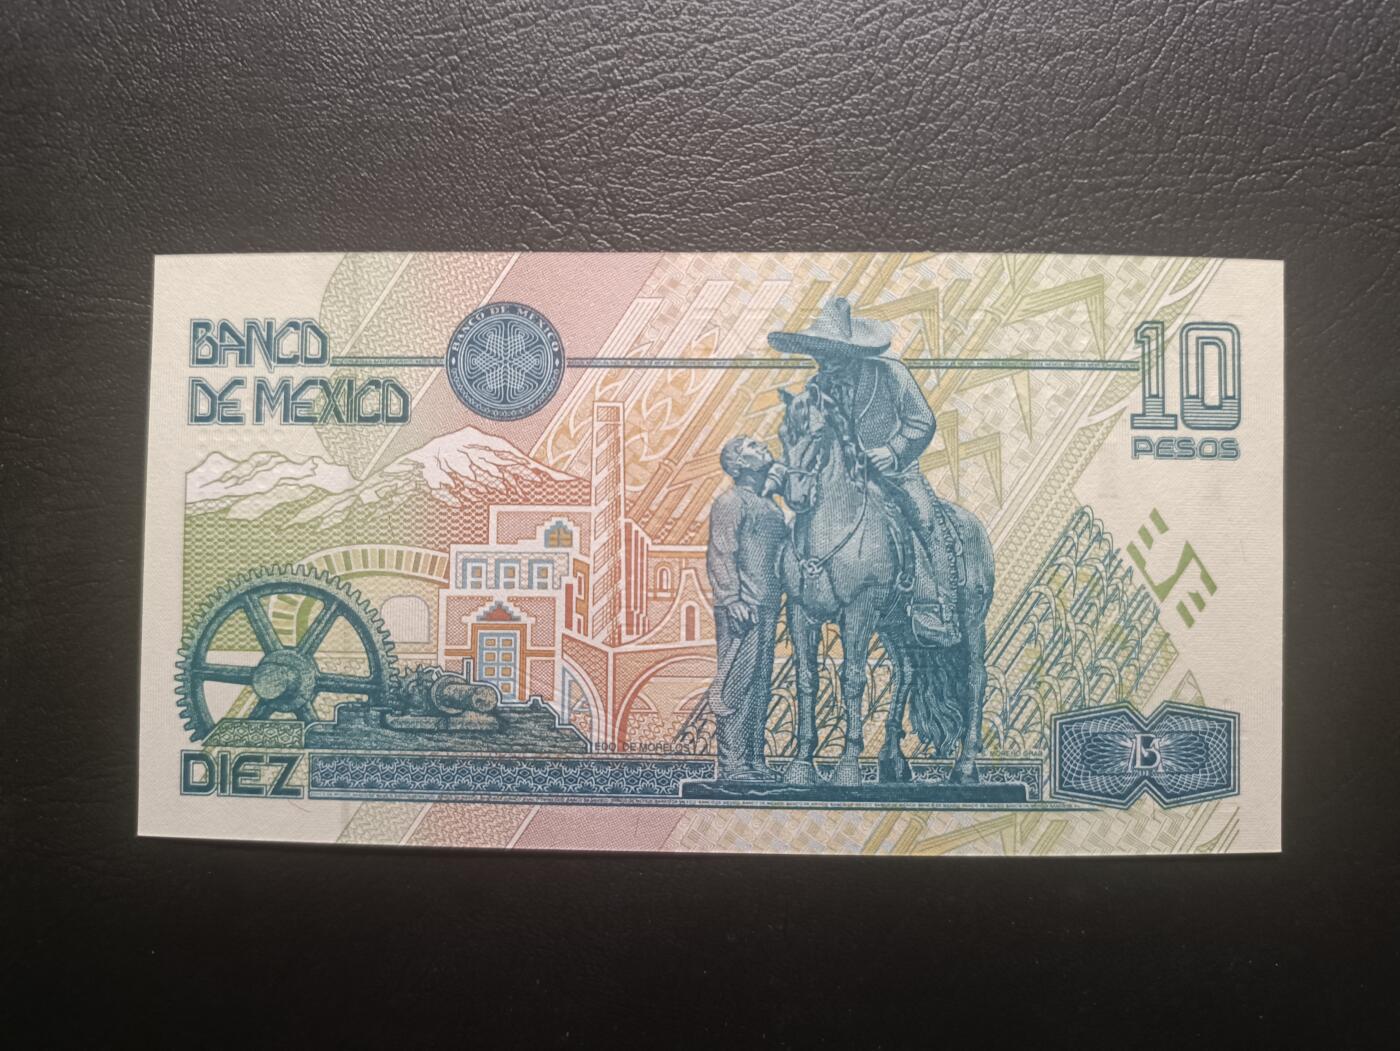 BANCO
DE MEXICO
BANCO DE MEXICO
10
PESOS
EDO. DE MORELOS
DIEZ